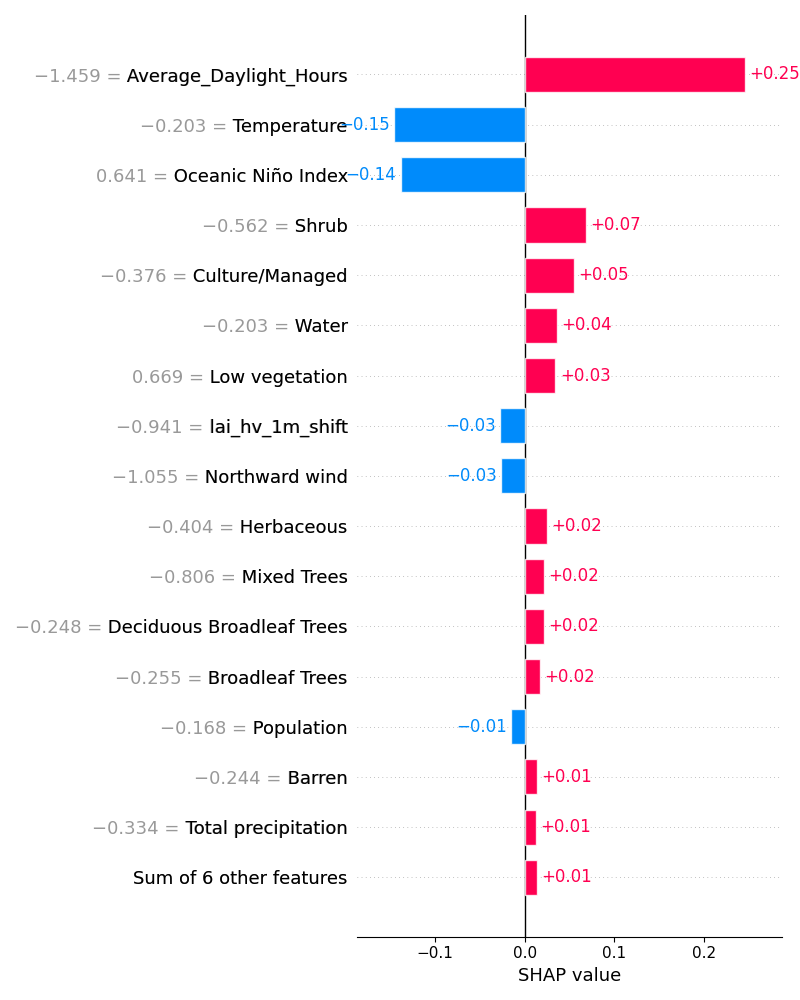 −1.459 = Average_Daylight_Hours +0.25
−0.203 = Temperature −0.15
0.641 = Oceanic Niño Index −0.14
−0.562 = Shrub +0.07
−0.376 = Culture/Managed +0.05
−0.203 = Water +0.04
0.669 = Low vegetation +0.03
−0.941 = lai_hv_1m_shift −0.03
−1.055 = Northward wind −0.03
−0.404 = Herbaceous +0.02
−0.806 = Mixed Trees +0.02
−0.248 = Deciduous Broadleaf Trees +0.02
−0.255 = Broadleaf Trees +0.02
−0.168 = Population −0.01
−0.244 = Barren +0.01
−0.334 = Total precipitation +0.01
Sum of 6 other features +0.01
−0.1 0.0 0.1 0.2
SHAP value